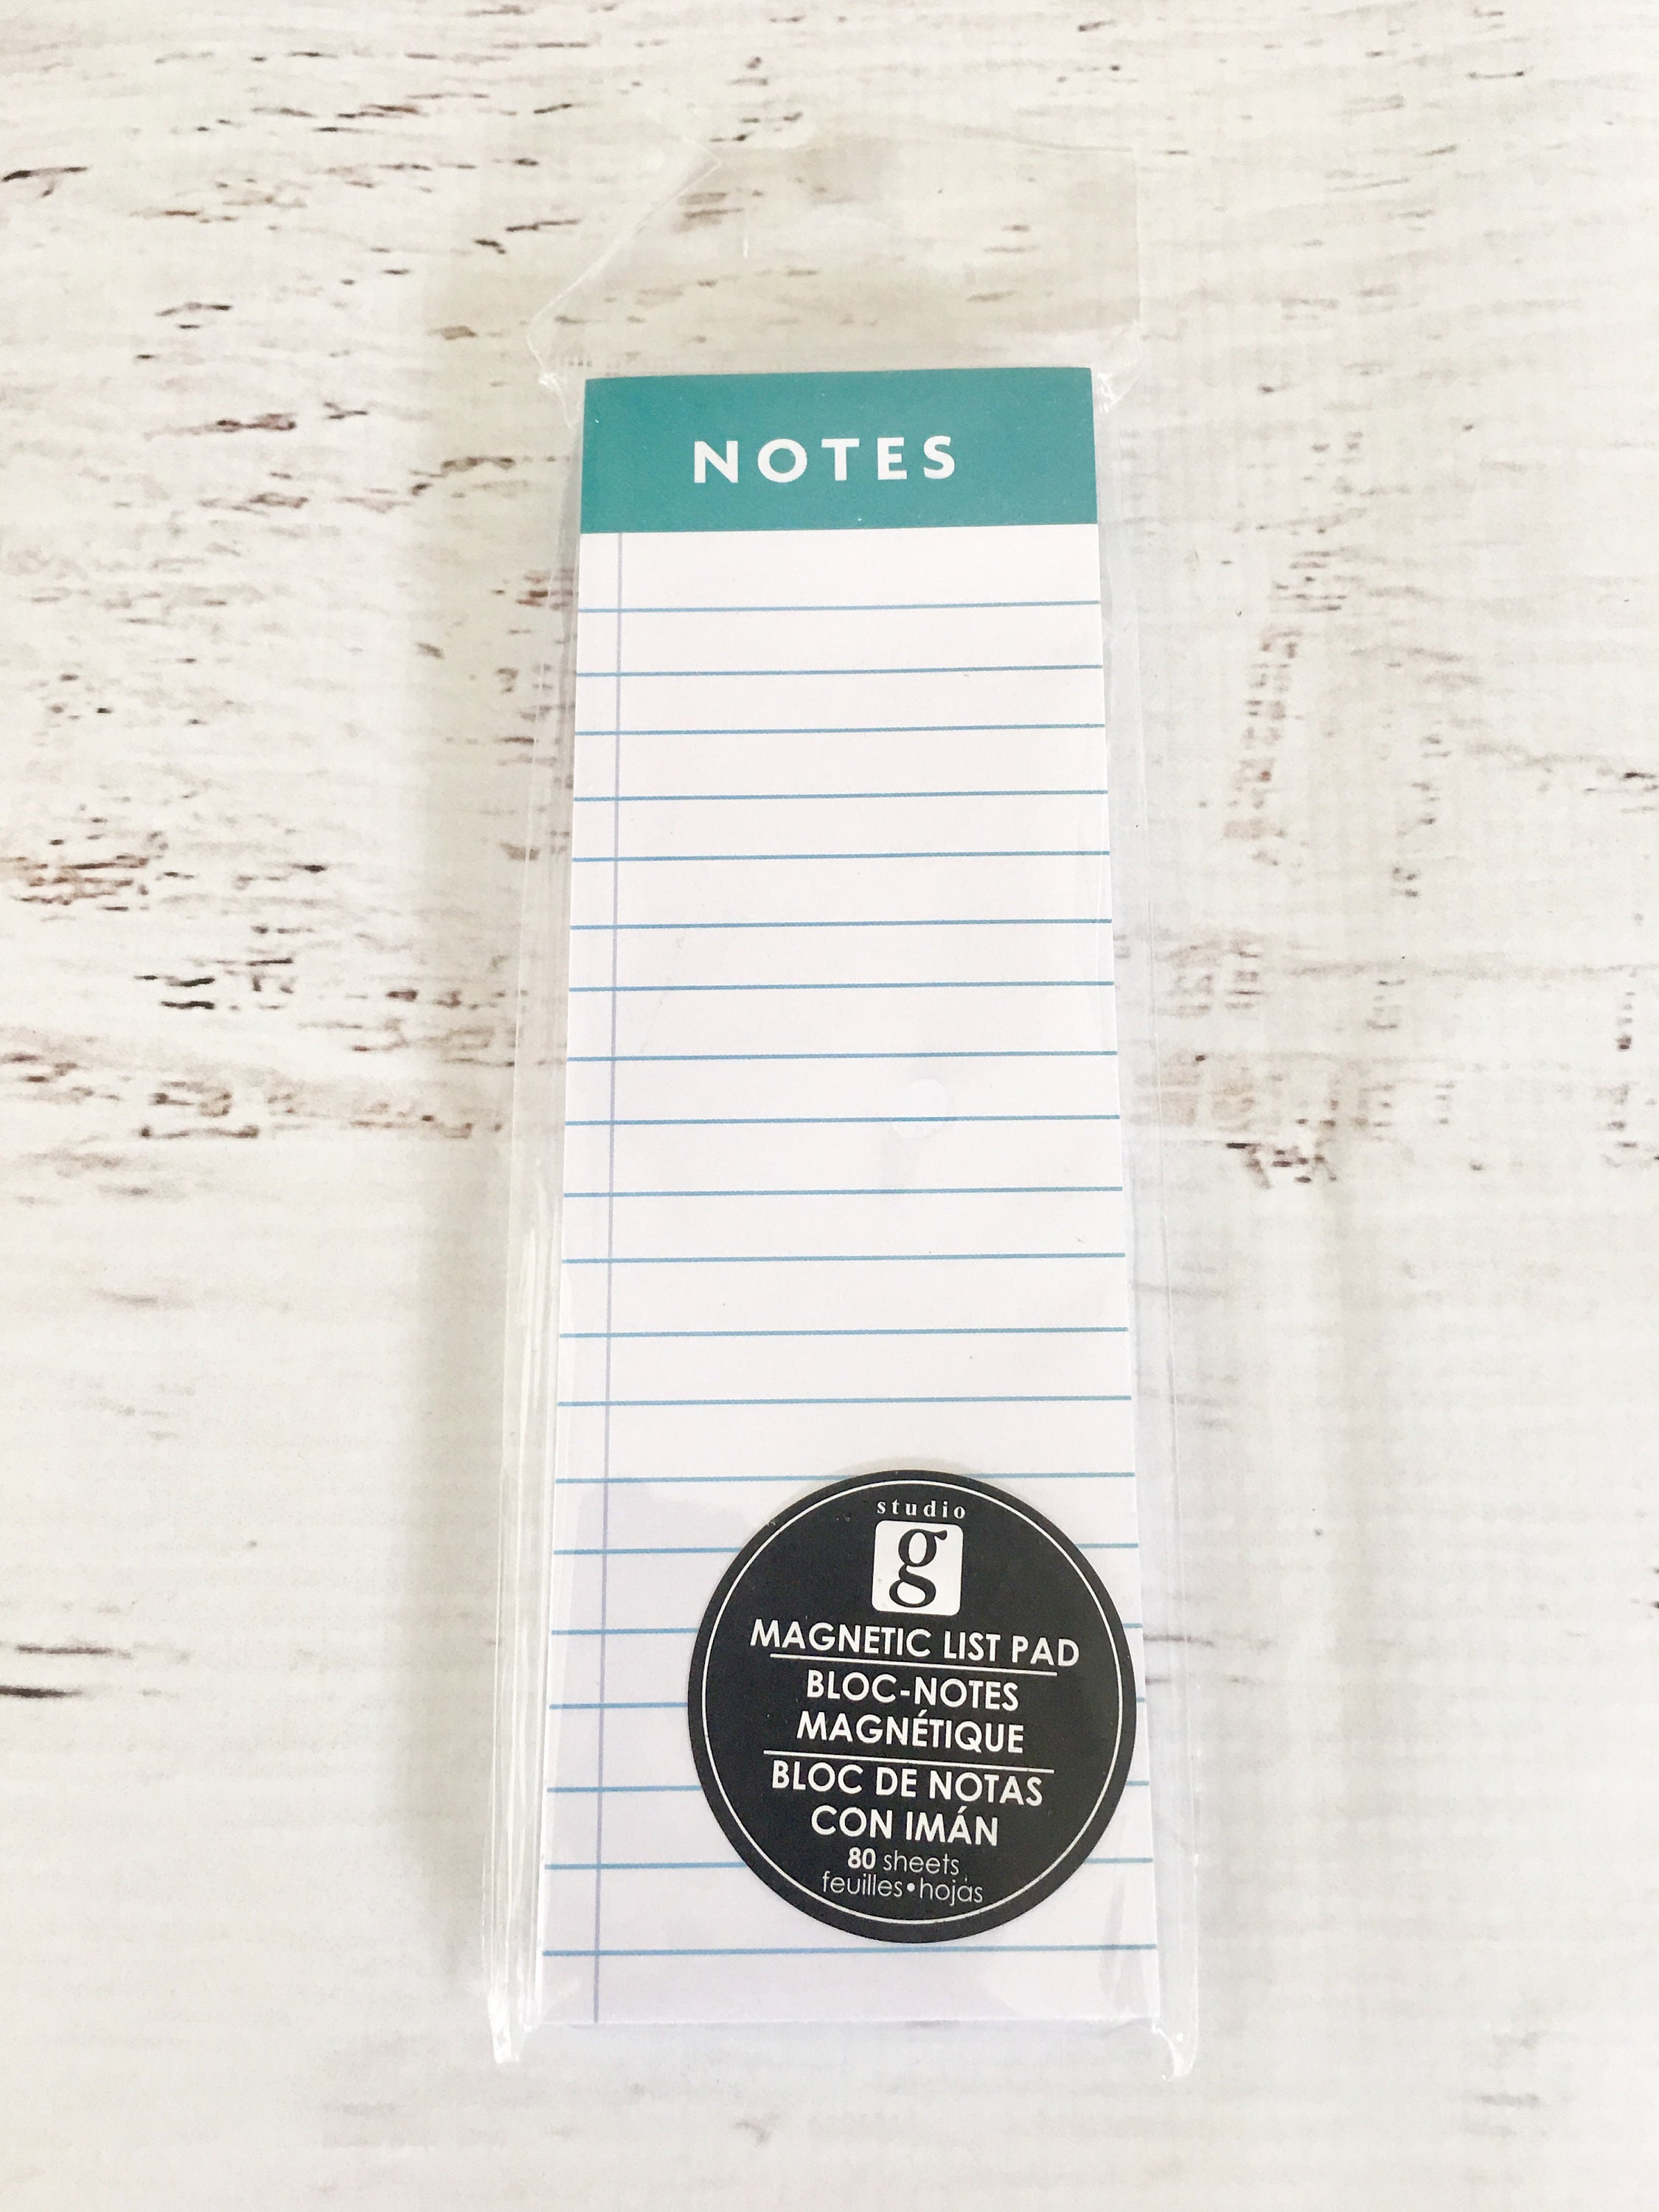 NOTES
studio
g
MAGNETIC LIST PAD
BLOC-NOTES
MAGNÉTIQUE
BLOC DE NOTAS
CON IMÁN
80 sheets
feuilles•hojas